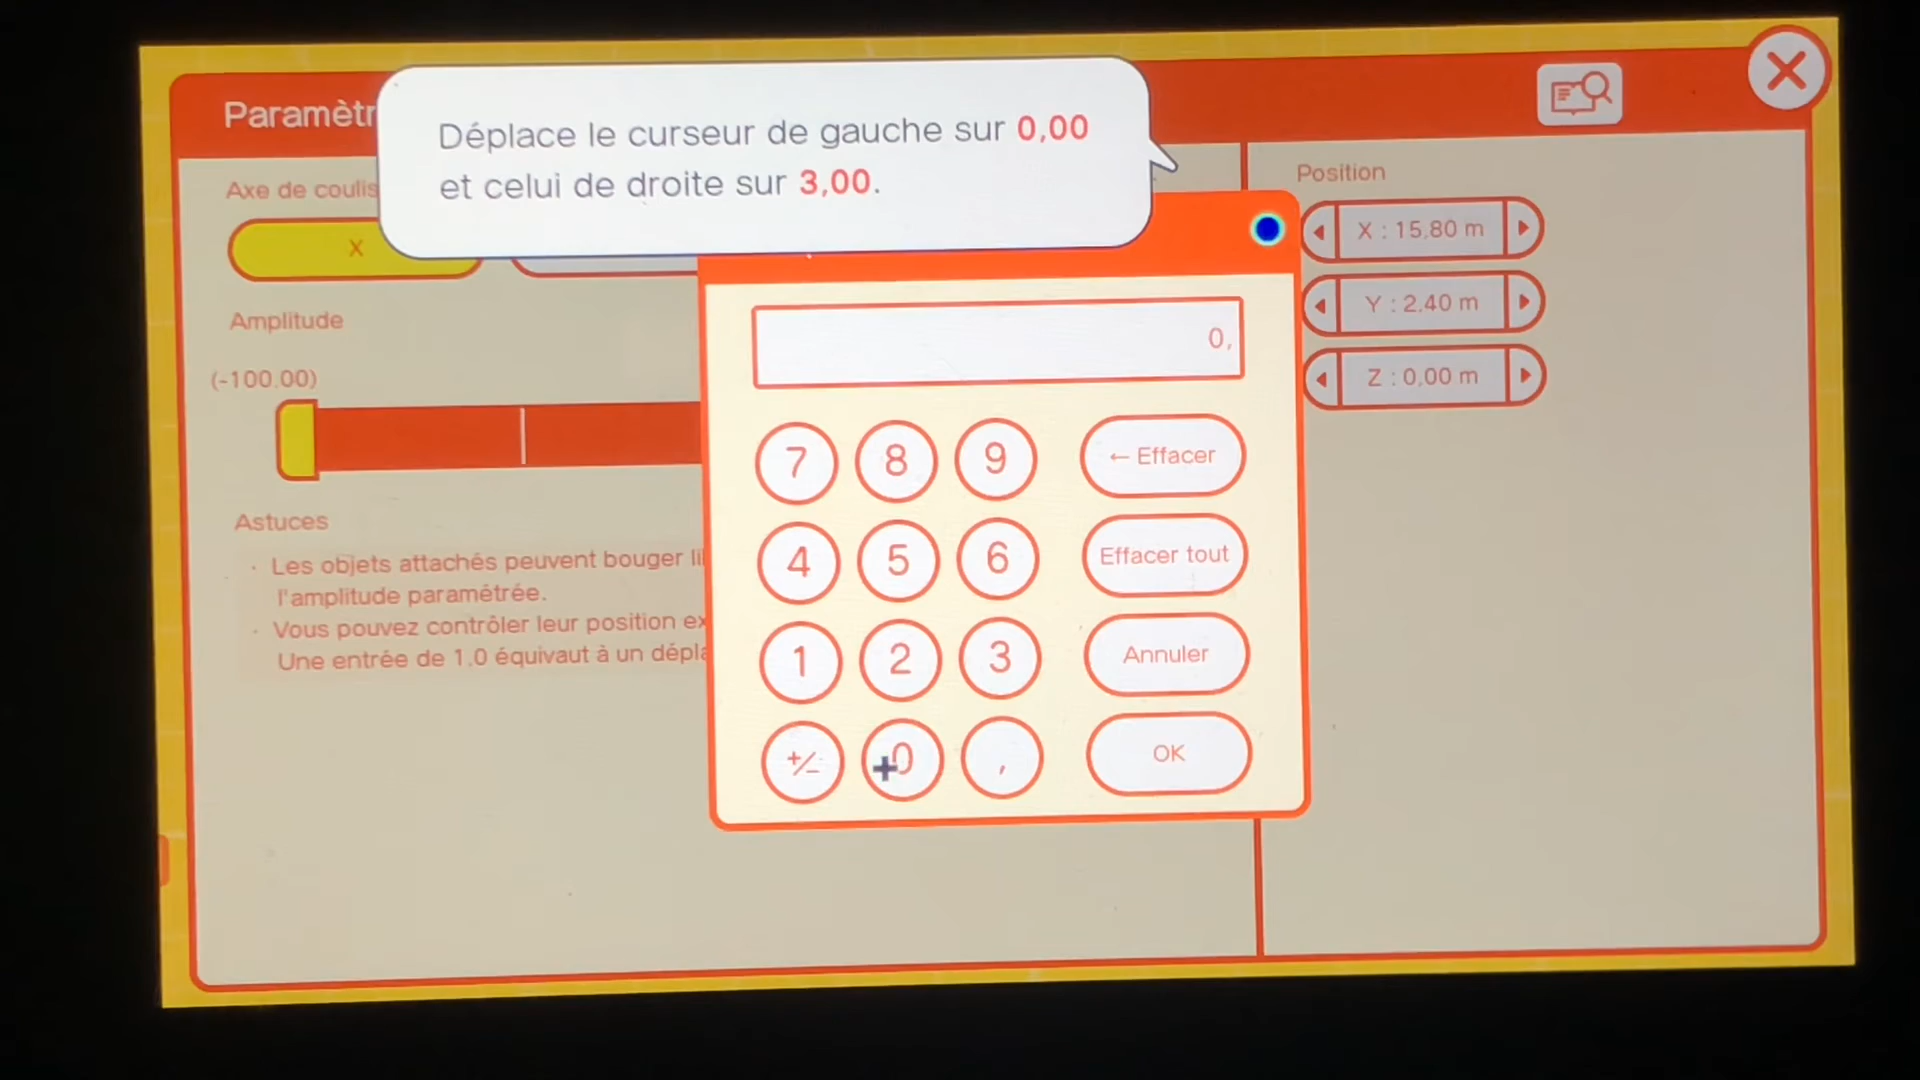 Déplace le curseur de gauche sur 0,00
et celui de droite sur 3,00.
Paramètr
Axe de coulis
X
Amplitude
(-100.00)
Astuces
· Les objets attachés peuvent bouger li
l'amplitude paramétrée.
· Vous pouvez contrôler leur position ex
Une entrée de 1.0 équivaut à un dépla
0,
7 8 9 ← Effacer
4 5 6 Effacer tout
1 2 3 Annuler
+/- 0 , OK
Position
X : 15.80 m
Y : 2.40 m
Z : 0.00 m